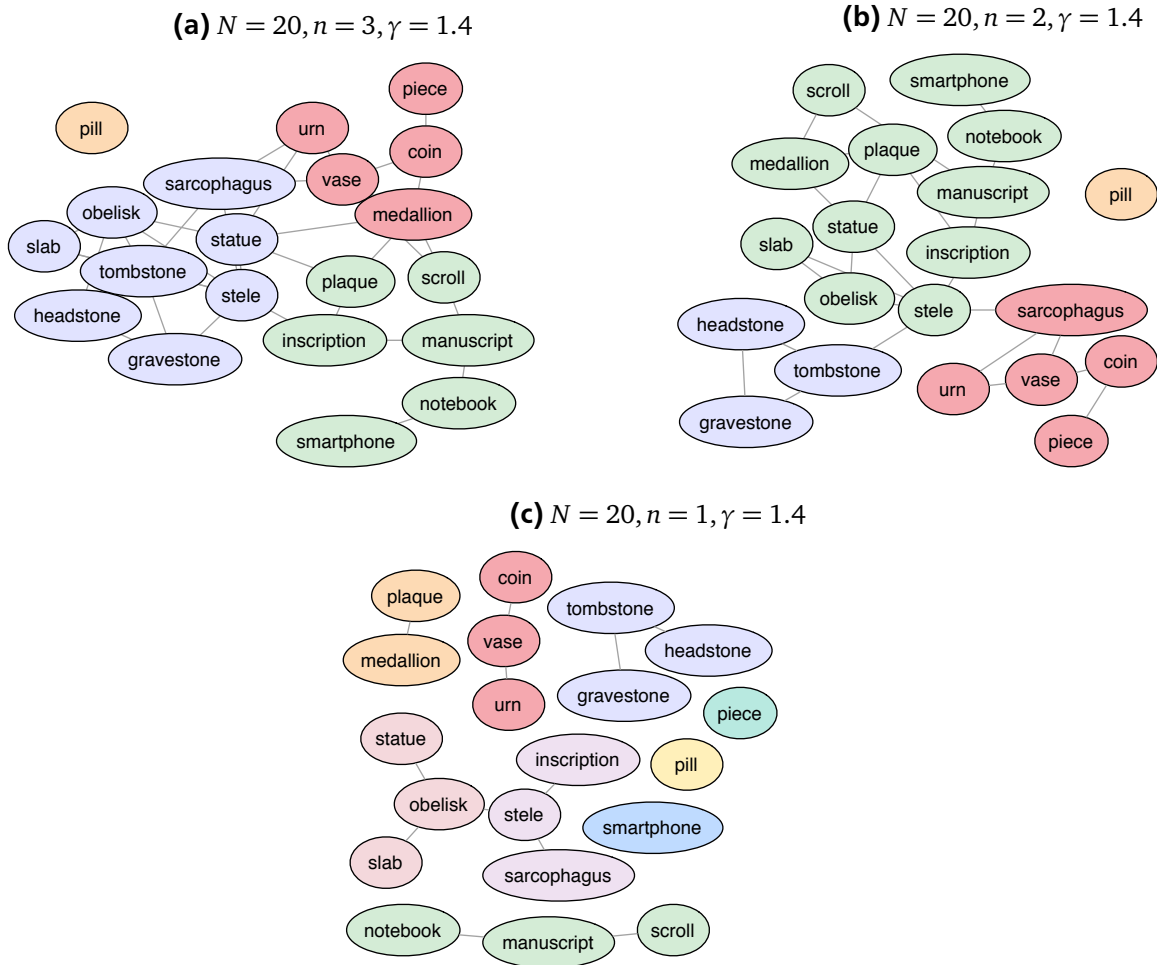 (a) N = 20, n = 3, γ = 1.4
piece
pill
urn
coin
sarcophagus
vase
obelisk
medallion
slab
statue
tombstone
plaque
scroll
stele
headstone
inscription
manuscript
gravestone
notebook
smartphone
(b) N = 20, n = 2, γ = 1.4
smartphone
scroll
notebook
plaque
medallion
manuscript
pill
statue
slab
inscription
obelisk
stele
sarcophagus
headstone
tombstone
coin
vase
urn
gravestone
piece
(c) N = 20, n = 1, γ = 1.4
coin
plaque
tombstone
vase
headstone
medallion
gravestone
urn
piece
statue
inscription
pill
obelisk
stele
smartphone
slab
sarcophagus
notebook
scroll
manuscript